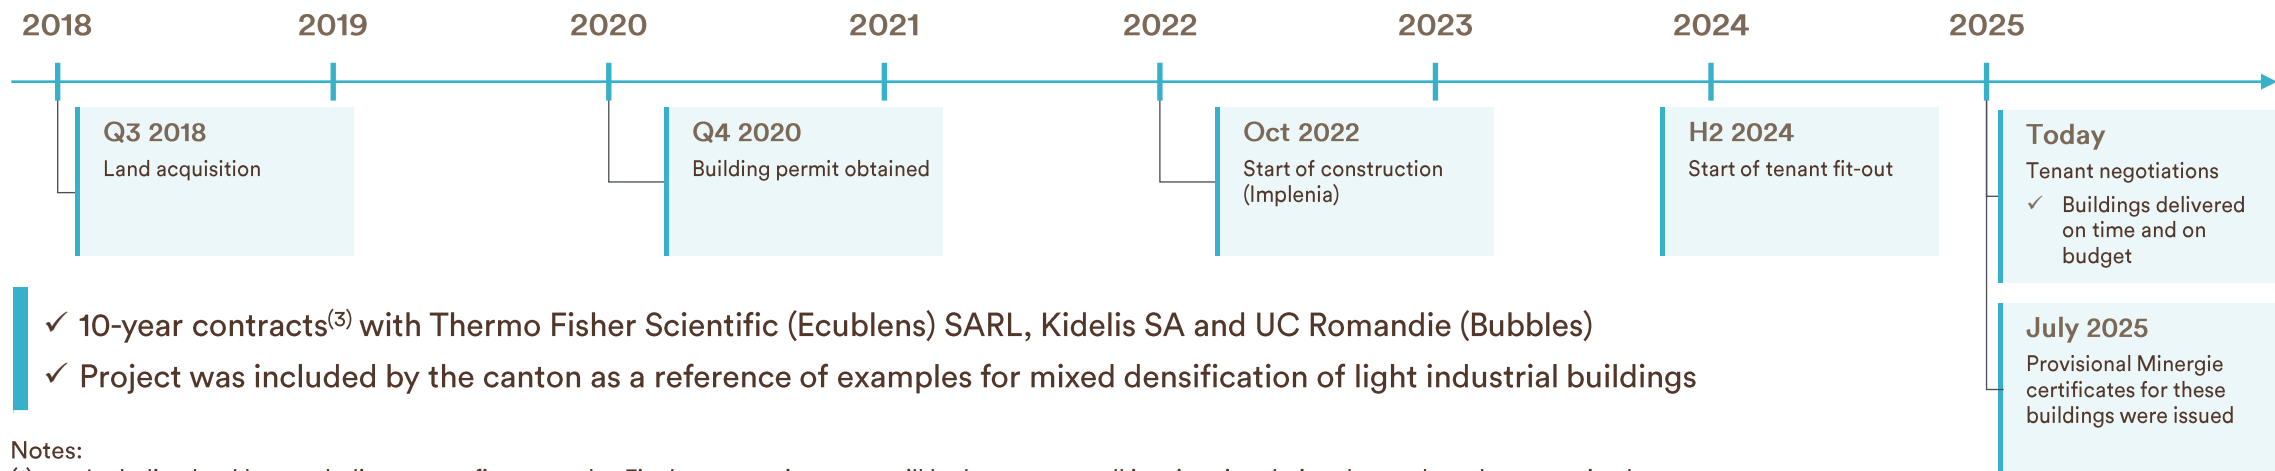 2018 2019 2020 2021 2022 2023 2024 2025
Q3 2018
Land acquisition
Q4 2020
Building permit obtained
Oct 2022
Start of construction
(Implenia)
H2 2024
Start of tenant fit-out
Today
Tenant negotiations
✓ Buildings delivered
on time and on
budget
July 2025
Provisional Minergie
certificates for these
buildings were issued
✓ 10-year contracts(3) with Thermo Fisher Scientific (Ecublens) SARL, Kidelis SA and UC Romandie (Bubbles)
✓ Project was included by the canton as a reference of examples for mixed densification of light industrial buildings
Notes: